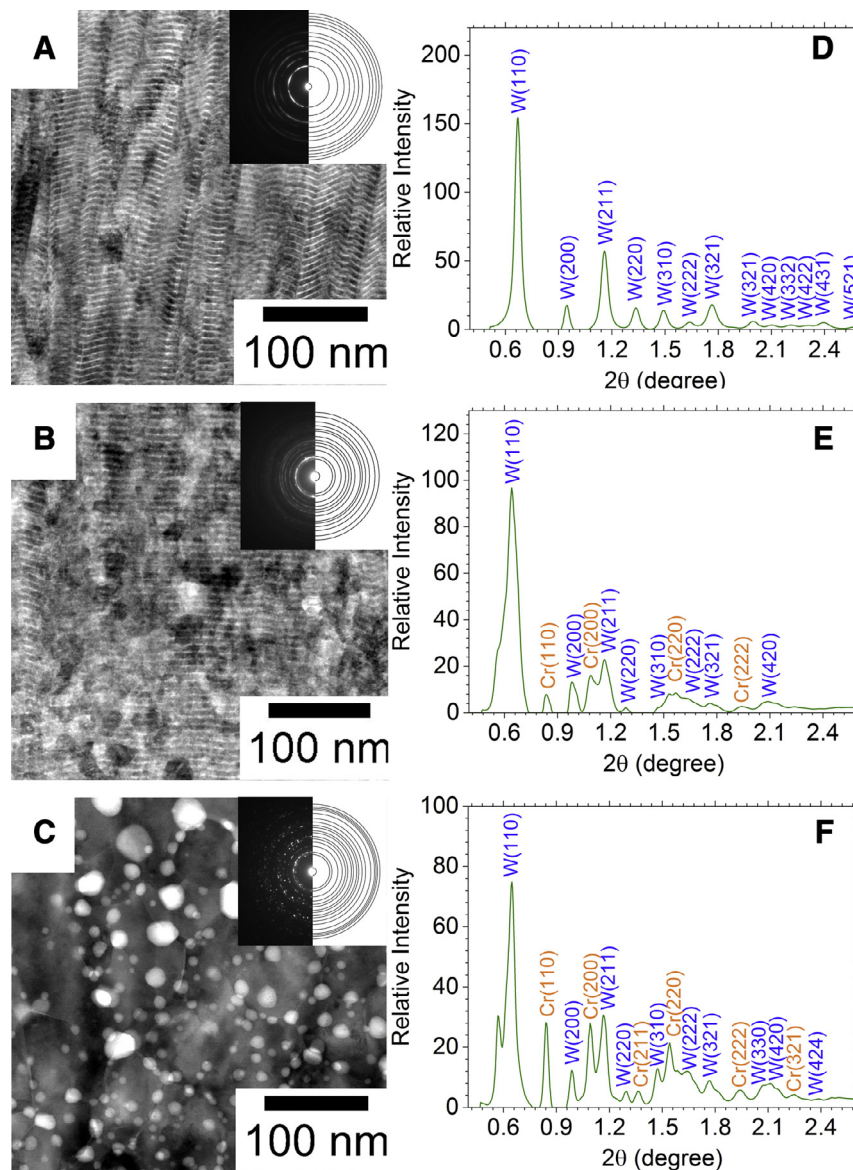 A
100 nm
D
Relative Intensity
200
150
100
50
0
W(110)
W(200)
W(211)
W(220)
W(310)
W(222)
W(321)
W(321)
W(420)
W(332)
W(422)
W(431)
W(521)
0.6 0.9 1.2 1.5 1.8 2.1 2.4
2θ (degree)
B
100 nm
E
Relative Intensity
120
100
80
60
40
20
0
W(110)
Cr(110)
W(200)
Cr(200)
W(211)
W(220)
W(310)
Cr(220)
W(222)
W(321)
Cr(222)
W(420)
0.6 0.9 1.2 1.5 1.8 2.1
2θ (degree)
C
100 nm
F
Relative Intensity
100
80
60
40
20
0
W(110)
Cr(110)
W(200)
Cr(200)
W(211)
W(220)
Cr(211)
W(310)
Cr(220)
W(222)
W(321)
Cr(222)
W(330)
W(420)
Cr(321)
W(424)
0.6 0.9 1.2 1.5 1.8 2.1 2.4
2θ (degree)